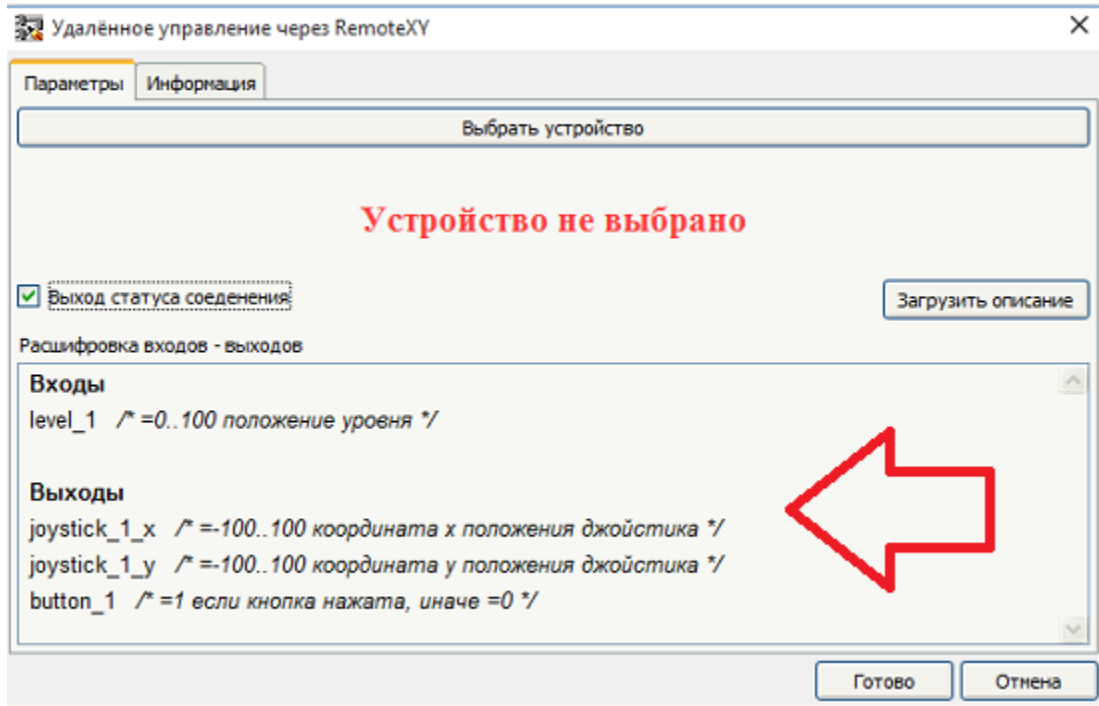 Удалённое управление через RemoteXY
Параметры Информация
Выбрать устройство
Устройство не выбрано
Выход статуса соеденения
Загрузить описание
Расшифровка входов - выходов
Входы
level_1 /* =0..100 положение уровня */
Выходы
joystick_1_x /* =-100..100 координата x положения джойстика */
joystick_1_y /* =-100..100 координата y положения джойстика */
button_1 /* =1 если кнопка нажата, иначе =0 */
Готово Отмена